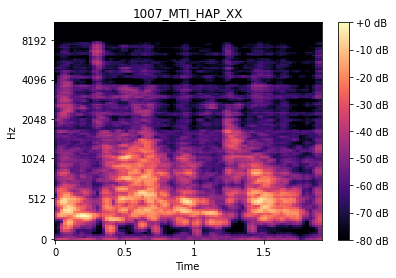 1007_MTI_HAP_XX
8192
4096
2048
1024
512
0
Hz
0
0.5
1
1.5
Time
+0 dB
-10 dB
-20 dB
-30 dB
-40 dB
-50 dB
-60 dB
-70 dB
-80 dB